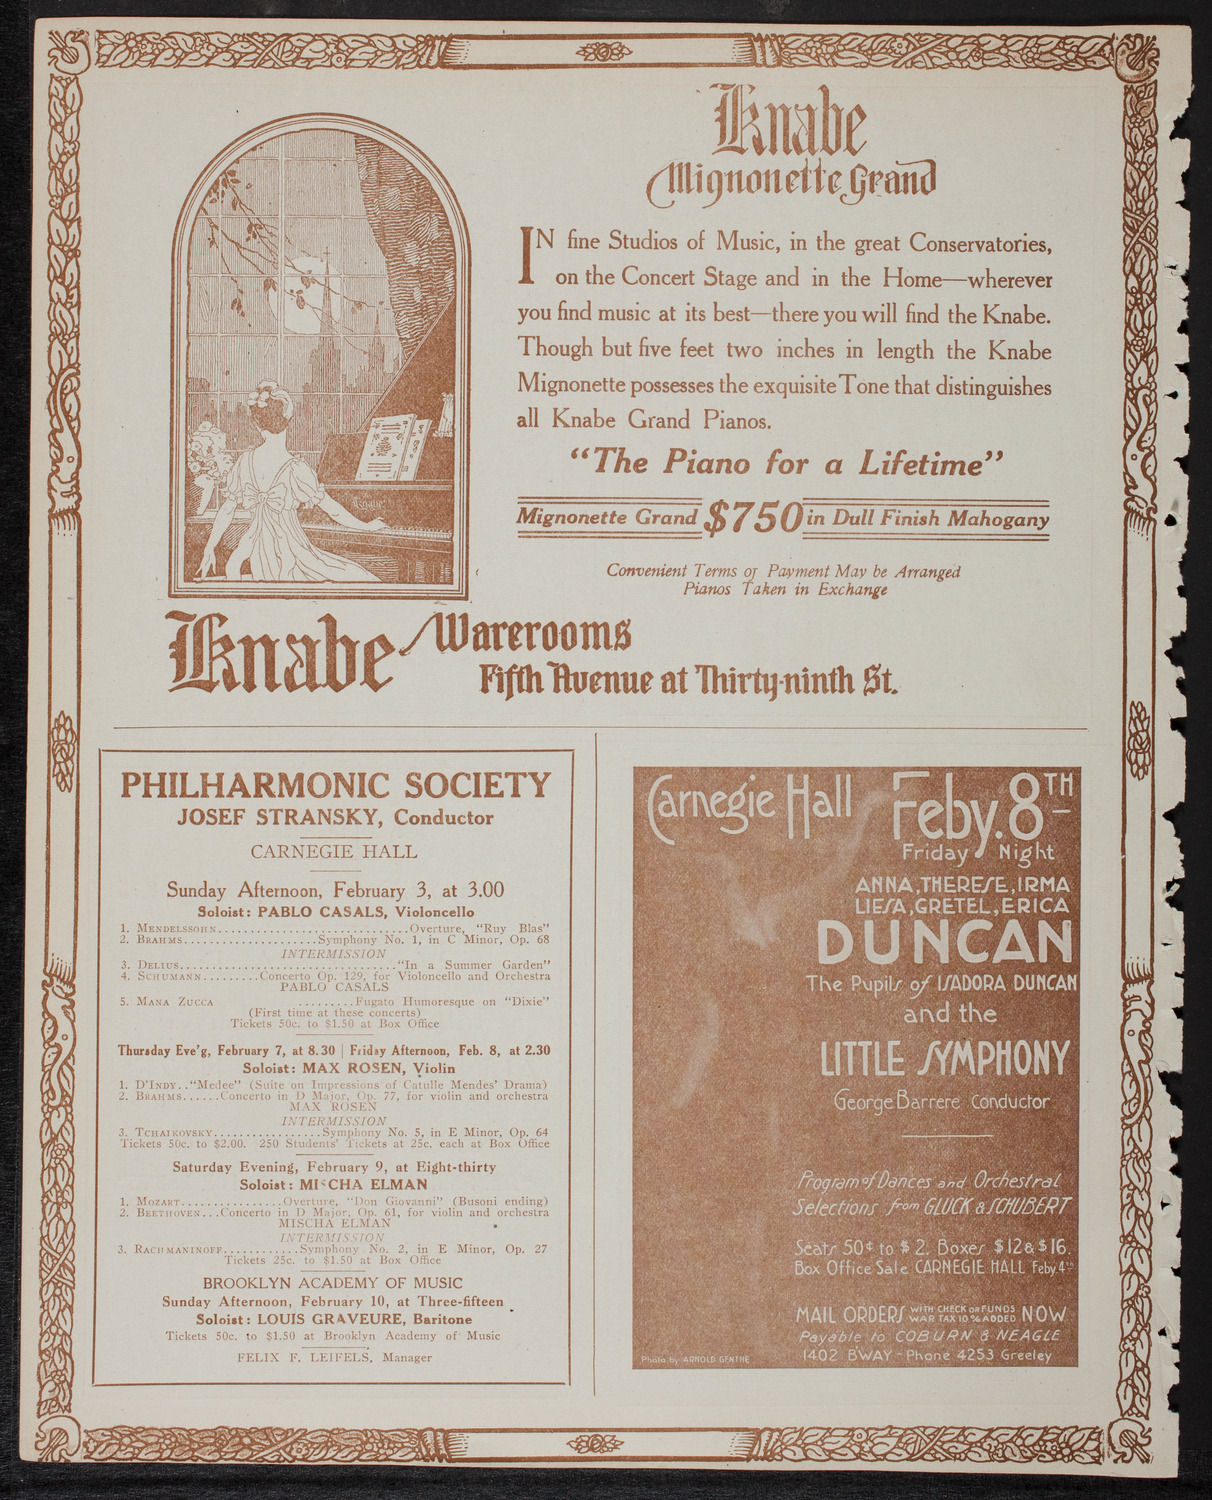 Knabe
Mignonette Grand
IN fine Studios of Music, in the great Conservatories,
on the Concert Stage and in the Home—wherever
you find music at its best—there you will find the Knabe.
Though but five feet two inches in length the Knabe
Mignonette possesses the exquisite Tone that distinguishes
all Knabe Grand Pianos.
"The Piano for a Lifetime"
Mignonette Grand $750 in Dull Finish Mahogany
Convenient Terms of Payment May be Arranged
Pianos Taken in Exchange
Knabe
Knabe Warerooms
Fifth Avenue at Thirty-ninth St.
PHILHARMONIC SOCIETY
JOSEF STRANSKY, Conductor
CARNEGIE HALL
Sunday Afternoon, February 3, at 3.00
Soloist: PABLO CASALS, Violoncello
1. MENDELSSOHN............................Overture, "Ruy Blas"
2. BRAHMS....................Symphony No. 1, in C Minor, Op. 68
INTERMISSION
3. DELIUS................................"In a Summer Garden"
4. SCHUMANN.........Concerto Op. 129, for Violoncello and Orchestra
PABLO CASALS
5. MANA ZUCCA .........Fugato Humoresque on "Dixie"
(First time at these concerts)
Tickets 50c. to $1.50 at Box Office
Thursday Eve'g, February 7, at 8.30 | Friday Afternoon, Feb. 8, at 2.30
Soloist: MAX ROSEN, Violin
1. D'INDY.."Medee" (Suite on Impressions of Catulle Mendes' Drama)
2. BRAHMS......Concerto in D Major, Op. 77, for violin and orchestra
MAX ROSEN
INTERMISSION
3. TCHAIKOVSKY................Symphony No. 5, in E Minor, Op. 64
Tickets 50c. to $2.00. 250 Students' Tickets at 25c. each at Box Office
Saturday Evening, February 9, at Eight-thirty
Soloist: MISCHA ELMAN
1. MOZART................Overture, "Don Giovanni" (Busoni ending)
2. BEETHOVEN...Concerto in D Major, Op. 61, for violin and orchestra
MISCHA ELMAN
INTERMISSION
3. RACHMANINOFF............Symphony No. 2, in E Minor, Op. 27
Tickets 25c. to $1.50 at Box Office
BROOKLYN ACADEMY OF MUSIC
Sunday Afternoon, February 10, at Three-fifteen
Soloist: LOUIS GRAVEURE, Baritone
Tickets 50c. to $1.50 at Brooklyn Academy of Music
FELIX F. LEIFELS, Manager
Carnegie Hall Feby. 8TH
Friday Night
ANNA, THERESE, IRMA
LIESA, GRETEL, ERICA
DUNCAN
The Pupils of ISADORA DUNCAN
and the
LITTLE SYMPHONY
George Barrere Conductor
Program of Dances and Orchestral
Selections from GLUCK & SCHUBERT
Seats 50¢ to $2. Boxes $12 & $16.
Box Office Sale CARNEGIE HALL Feby. 4th
MAIL ORDERS WITH CHECK OR FUNDS WAR TAX 10% ADDED NOW
Payable to COBURN & NEAGLE
1402 B'WAY - Phone 4253 Greeley
Photo by ARNOLD GENTHE